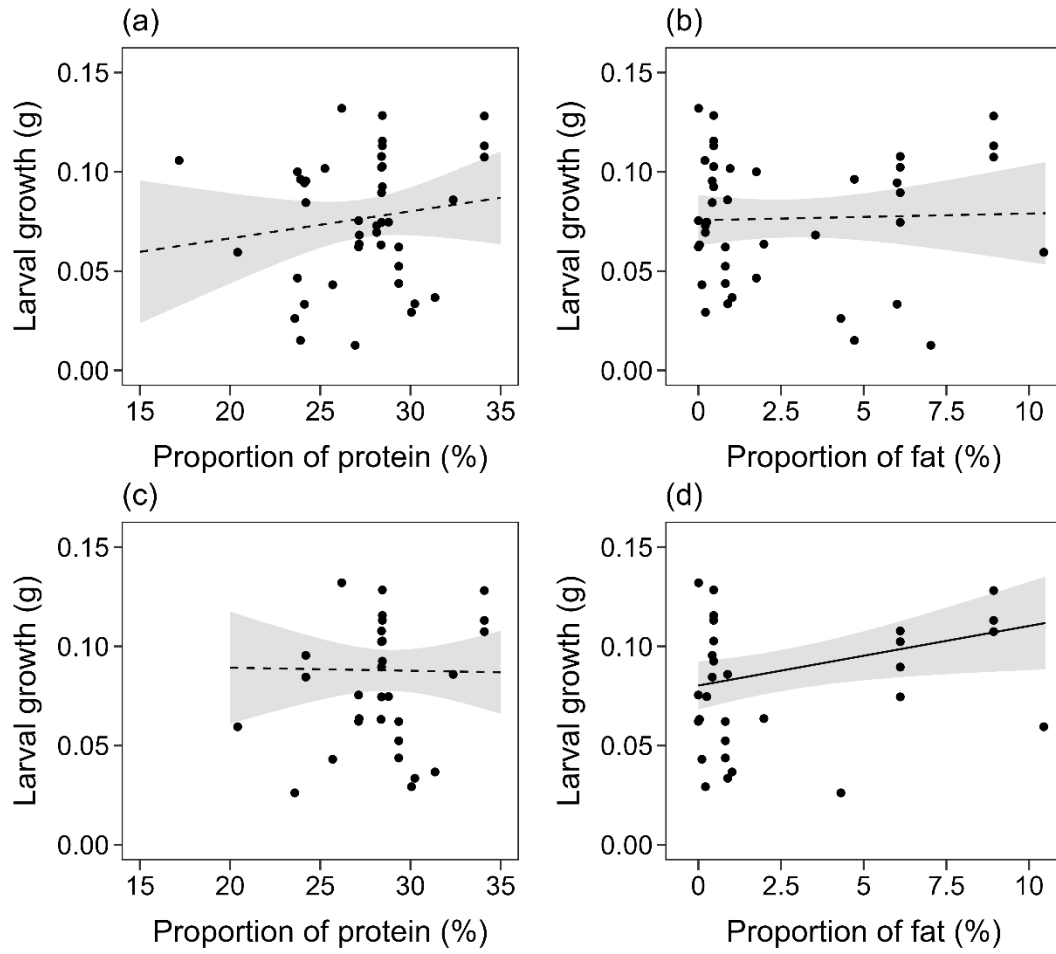 (a)
(b)
0.15
0.10
0.05
0.00
Larval growth (g)
15 20 25 30 35
Proportion of protein (%)
0.15
0.10
0.05
0.00
Larval growth (g)
0 2.5 5 7.5 10
Proportion of fat (%)
(c)
(d)
0.15
0.10
0.05
0.00
Larval growth (g)
15 20 25 30 35
Proportion of protein (%)
0.15
0.10
0.05
0.00
Larval growth (g)
0 2.5 5 7.5 10
Proportion of fat (%)